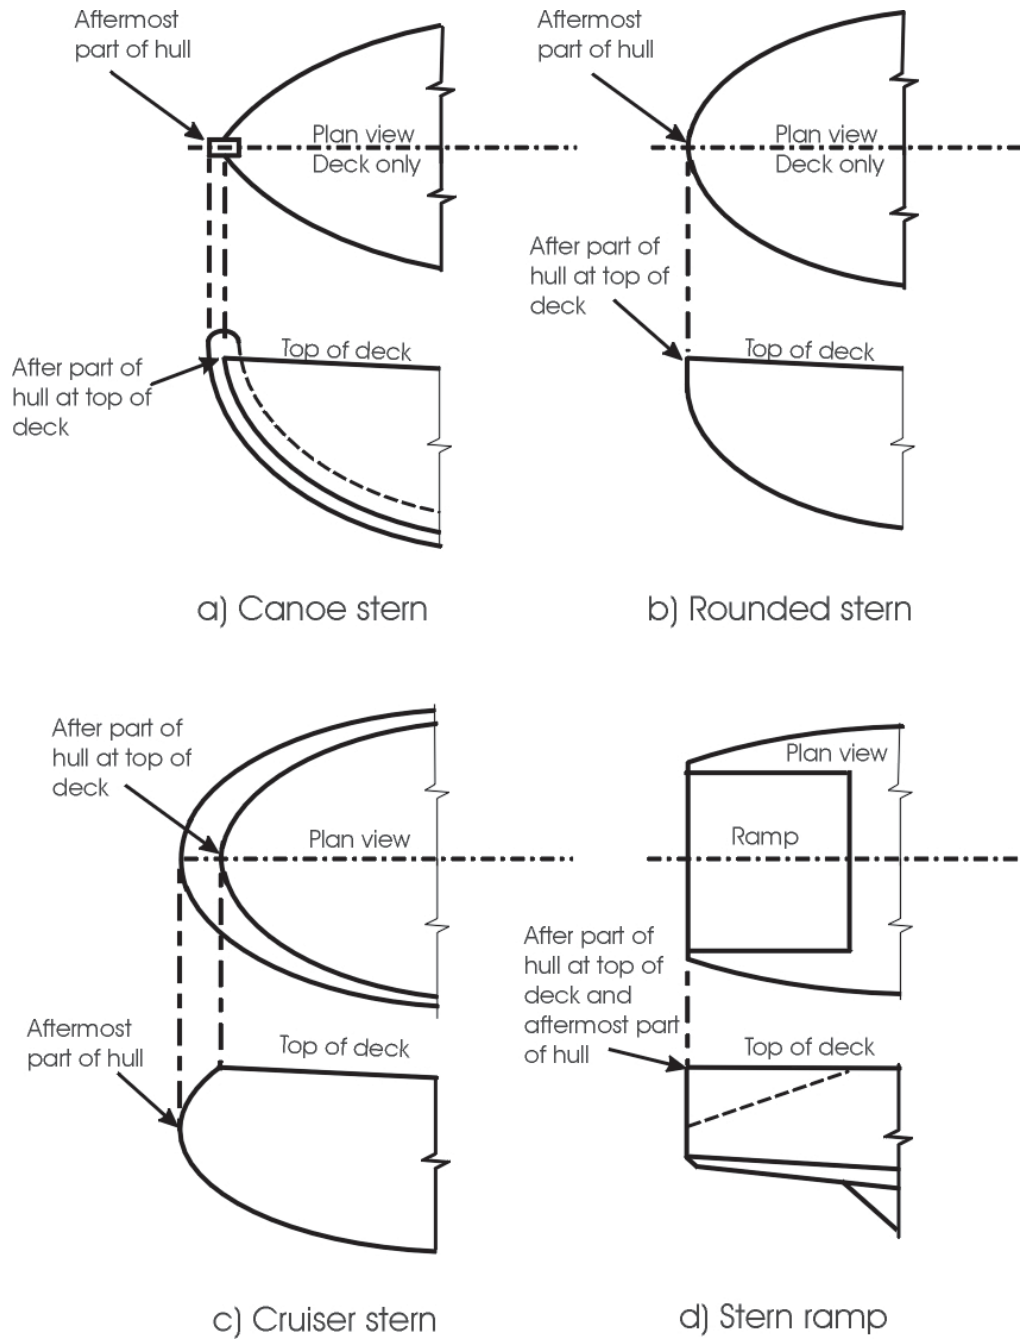 Aftermost
part of hull
Plan view
Deck only
After part of
hull at top of
deck
Top of deck
a) Canoe stern
Aftermost
part of hull
Plan view
Deck only
After part of
hull at top of
deck
Top of deck
b) Rounded stern
After part of
hull at top of
deck
Plan view
Aftermost
part of hull
Top of deck
c) Cruiser stern
Plan view
Ramp
After part of
hull at top of
deck and
aftermost part
of hull
Top of deck
d) Stern ramp